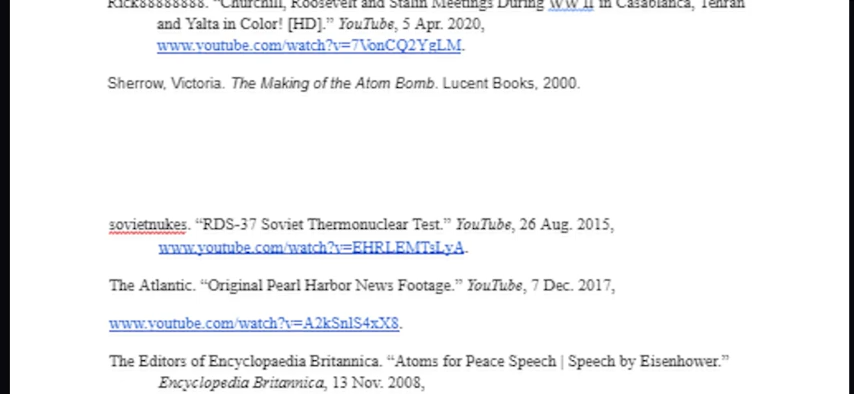 Rick88888888. “Churchill, Roosevelt and Stalin Meetings During WW II in Casablanca, Tehran
and Yalta in Color! [HD].” YouTube, 5 Apr. 2020,
www.youtube.com/watch?v=7VonCQ2YgLM.
Sherrow, Victoria. The Making of the Atom Bomb. Lucent Books, 2000.
sovietnukes. “RDS-37 Soviet Thermonuclear Test.” YouTube, 26 Aug. 2015,
www.youtube.com/watch?v=EHRLEMTsLyA.
The Atlantic. “Original Pearl Harbor News Footage.” YouTube, 7 Dec. 2017,
www.youtube.com/watch?v=A2kSnlS4xX8.
The Editors of Encyclopaedia Britannica. “Atoms for Peace Speech | Speech by Eisenhower.”
Encyclopedia Britannica, 13 Nov. 2008,